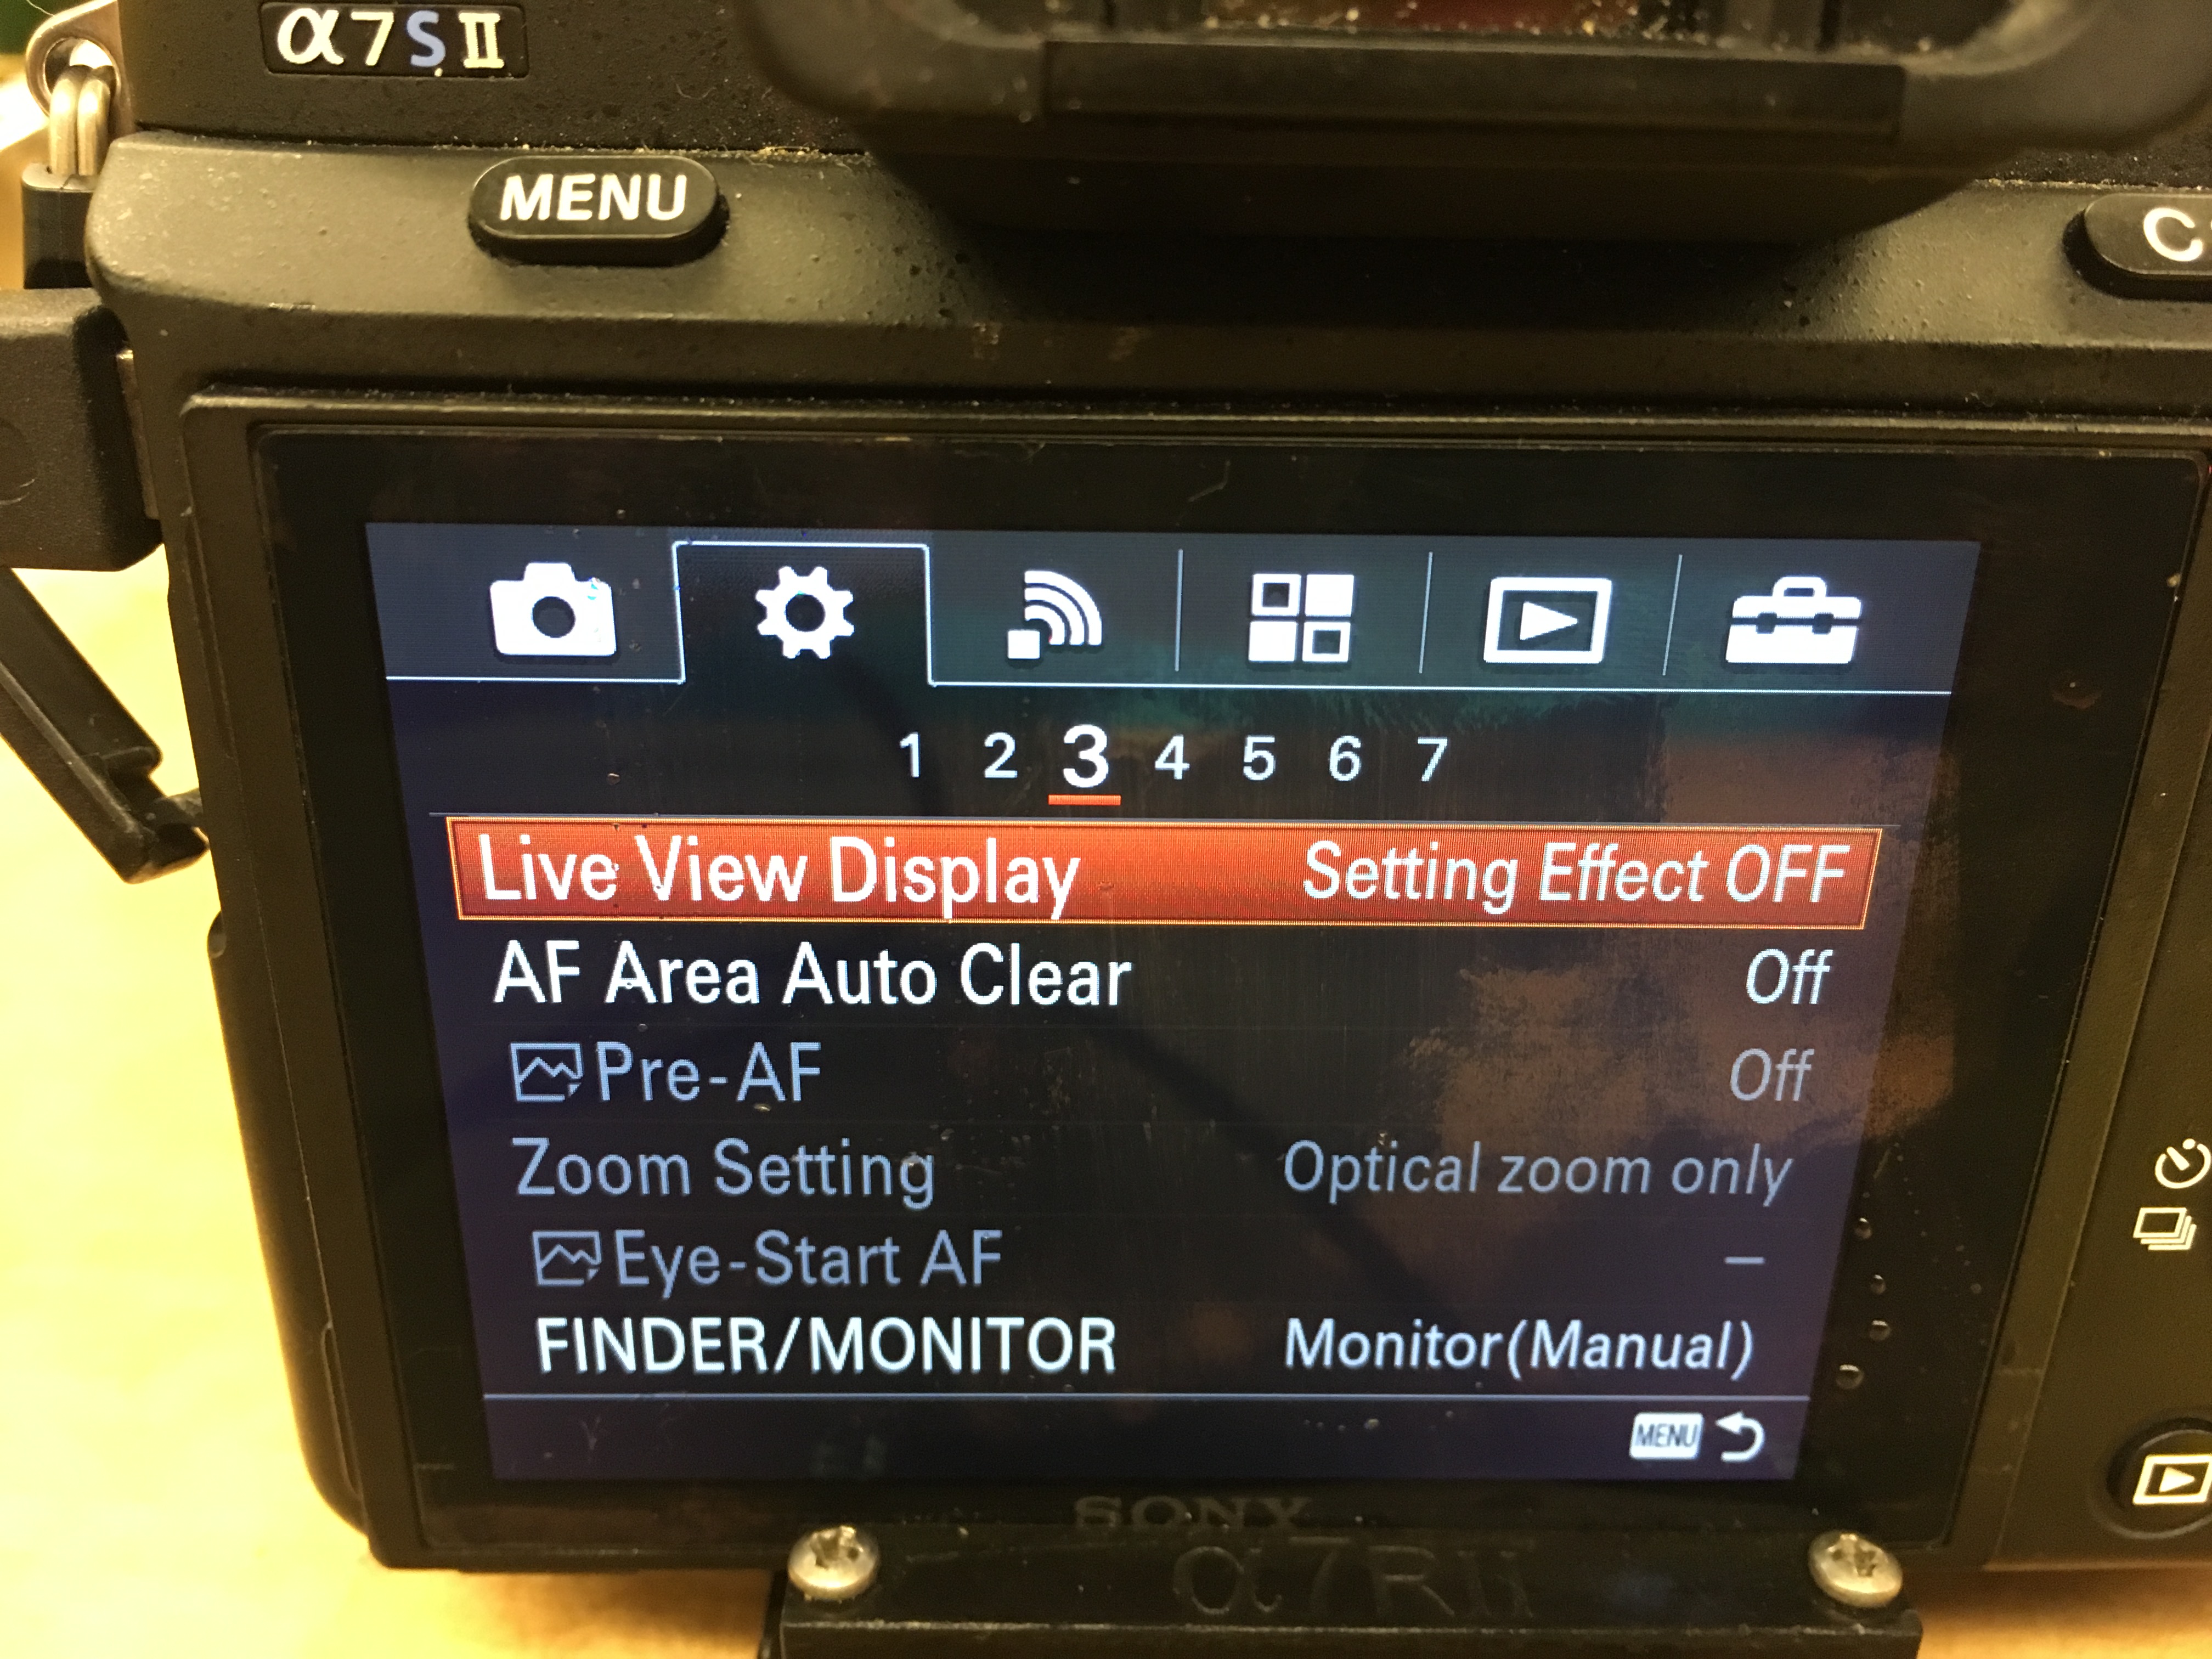 α7SII
MENU
C
1 2 3 4 5 6 7
Live View Display Setting Effect OFF
AF Area Auto Clear Off
Pre-AF Off
Zoom Setting Optical zoom only
Eye-Start AF –
FINDER/MONITOR Monitor(Manual)
MENU
SONY
α7RII